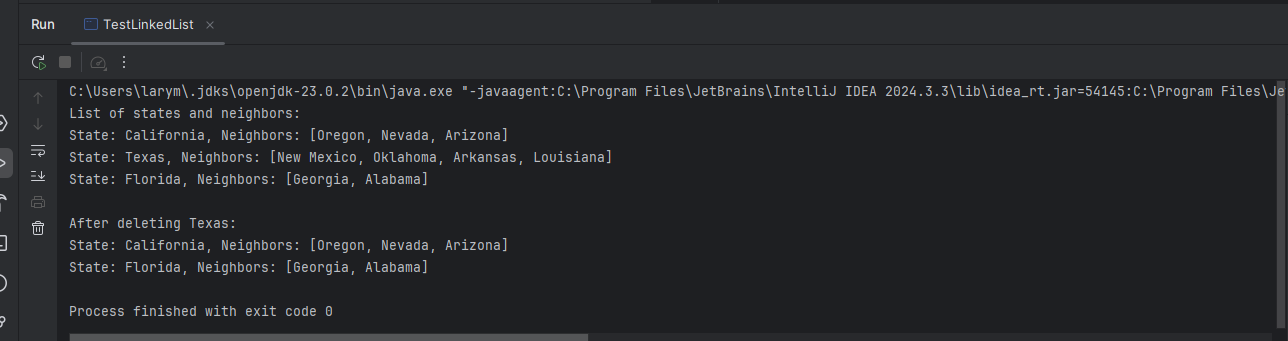 Run TestLinkedList
C:\Users\larym\.jdks\openjdk-23.0.2\bin\java.exe "-javaagent:C:\Program Files\JetBrains\IntelliJ IDEA 2024.3.3\lib\idea_rt.jar=54145:C:\Program Files\Je
List of states and neighbors:
State: California, Neighbors: [Oregon, Nevada, Arizona]
State: Texas, Neighbors: [New Mexico, Oklahoma, Arkansas, Louisiana]
State: Florida, Neighbors: [Georgia, Alabama]
After deleting Texas:
State: California, Neighbors: [Oregon, Nevada, Arizona]
State: Florida, Neighbors: [Georgia, Alabama]
Process finished with exit code 0